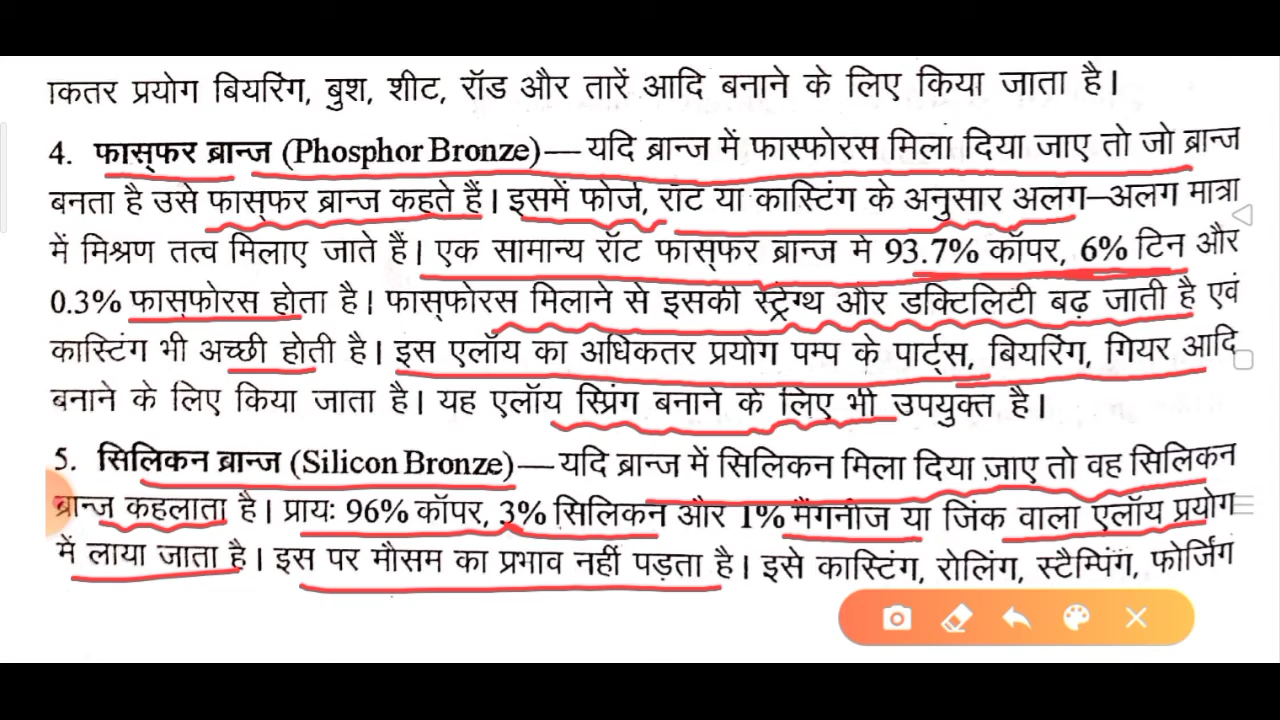 प्रयोग बियरिंग, बुश, शीट, रॉड और तारें आदि बनाने के लिए किया जाता है।
4. फास्फर ब्रान्ज (Phosphor Bronze)—यदि ब्रान्ज में फास्फोरस मिला दिया जाए तो जो ब्रान्ज
बनता है उसे फास्फर ब्रान्ज कहते हैं। इसमें फोर्ज, रॉट या कास्टिंग के अनुसार अलग–अलग मात्रा
में मिश्रण तत्व मिलाए जाते हैं। एक सामान्य रॉट फास्फर ब्रान्ज में 93.7% कॉपर, 6% टिन और
0.3% फास्फोरस होता है। फास्फोरस मिलाने से इसकी स्ट्रेंग्थ और डक्टिलिटी बढ़ जाती है एवं
कास्टिंग भी अच्छी होती है। इस एलॉय का अधिकतर प्रयोग पम्प के पार्ट्स, बियरिंग, गियर आदि
बनाने के लिए किया जाता है। यह एलॉय स्प्रिंग बनाने के लिए भी उपयुक्त है।
5. सिलिकन ब्रान्ज (Silicon Bronze)—यदि ब्रान्ज में सिलिकन मिला दिया जाए तो वह सिलिकन
ब्रान्ज कहलाता है। प्रायः 96% कॉपर, 3% सिलिकन और 1% मैंगनीज या जिंक वाला एलॉय प्रयोग
में लाया जाता है। इस पर मौसम का प्रभाव नहीं पड़ता है। इसे कास्टिंग, रोलिंग, स्टैम्पिंग, फोर्जिंग